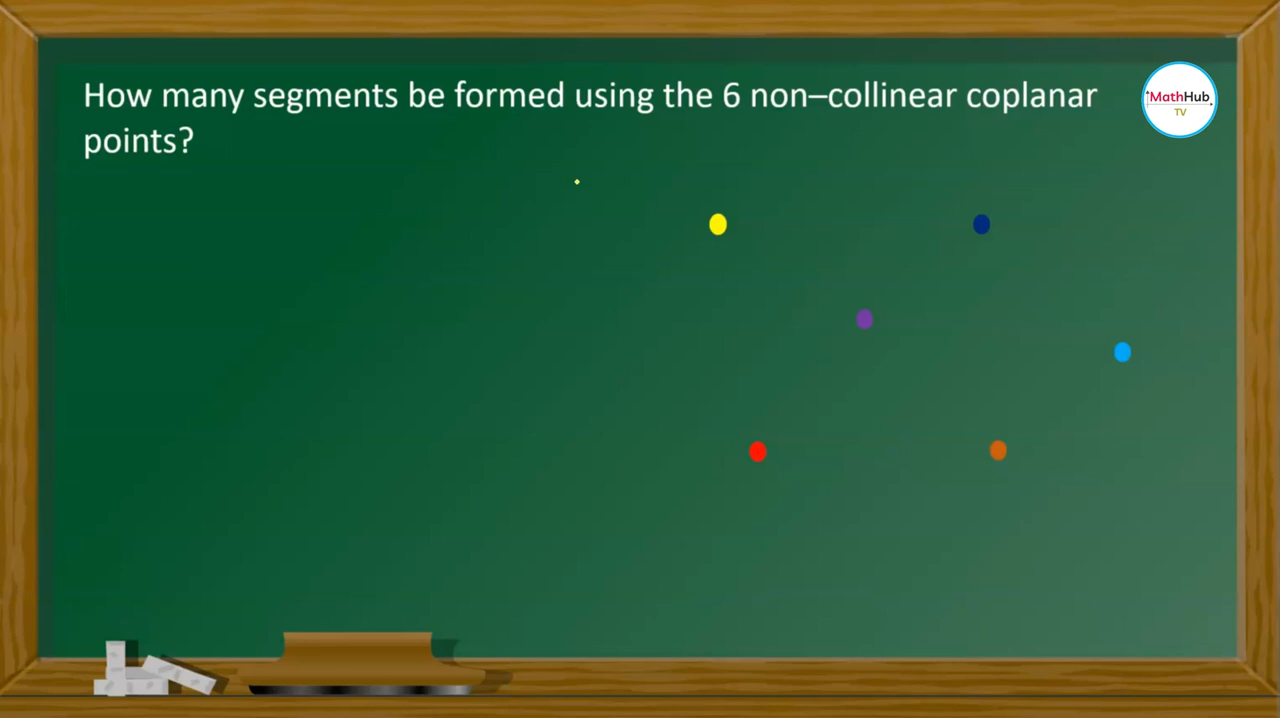 How many segments be formed using the 6 non–collinear coplanar
points?
MathHub
TV